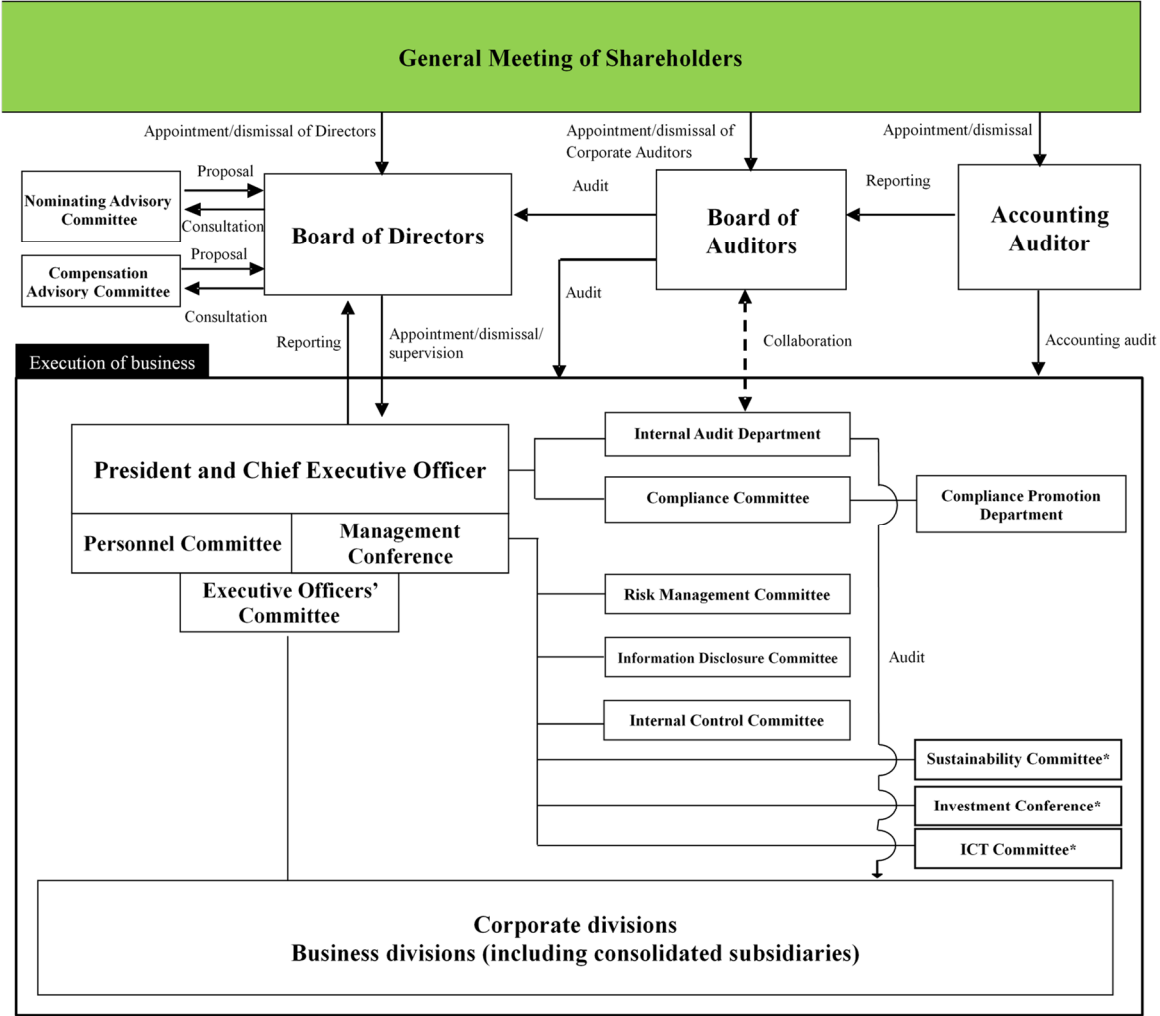 General Meeting of Shareholders
Appointment/dismissal of Directors
Appointment/dismissal of
Corporate Auditors
Appointment/dismissal
Nominating Advisory
Committee
Proposal
Consultation
Compensation
Advisory Committee
Proposal
Consultation
Board of Directors
Audit
Board of
Auditors
Reporting
Accounting
Auditor
Reporting
Appointment/dismissal/
supervision
Audit
Collaboration
Accounting audit
Execution of business
President and Chief Executive Officer
Personnel Committee
Management
Conference
Executive Officers’
Committee
Internal Audit Department
Compliance Committee
Compliance Promotion
Department
Risk Management Committee
Information Disclosure Committee
Audit
Internal Control Committee
Sustainability Committee*
Investment Conference*
ICT Committee*
Corporate divisions
Business divisions (including consolidated subsidiaries)